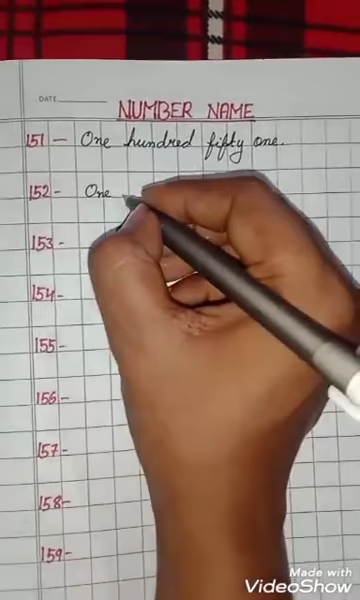 DATE
NUMBER NAME
151 - One hundred fifty one.
152 - One
153 -
154 -
155 -
156 -
157 -
158 -
159 -
Made with
VideoShow